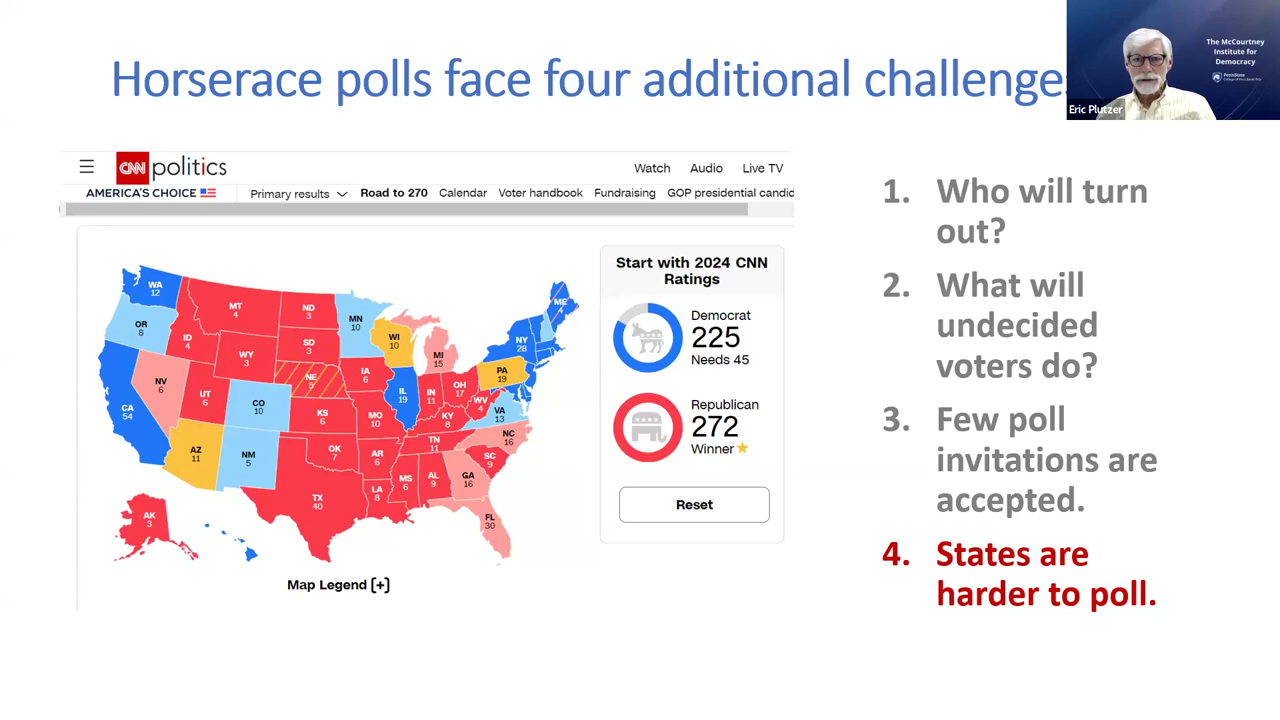 Horserace polls face four additional challenges
The McCourtney
Institute for
Democracy
PennState
Eric Plutzer
CNN politics
Watch Audio Live TV
AMERICA'S CHOICE
Primary results Road to 270 Calendar Voter handbook Fundraising GOP presidential candid
WA
12
OR
8
CA
54
NV
6
ID
4
MT
4
WY
3
UT
6
AZ
11
CO
10
NM
5
ND
3
SD
3
NE
5
KS
6
OK
7
TX
40
MN
10
IA
6
MO
10
AR
6
LA
8
WI
10
IL
19
MI
15
IN
11
OH
17
KY
8
TN
11
MS
6
AL
9
GA
16
FL
30
SC
9
NC
16
VA
13
WV
4
PA
19
NY
28
ME
4
AK
3
Map Legend [+]
Start with 2024 CNN
Ratings
Democrat
225
Needs 45
Republican
272
Winner
Reset
1. Who will turn
out?
2. What will
undecided
voters do?
3. Few poll
invitations are
accepted.
4. States are
harder to poll.